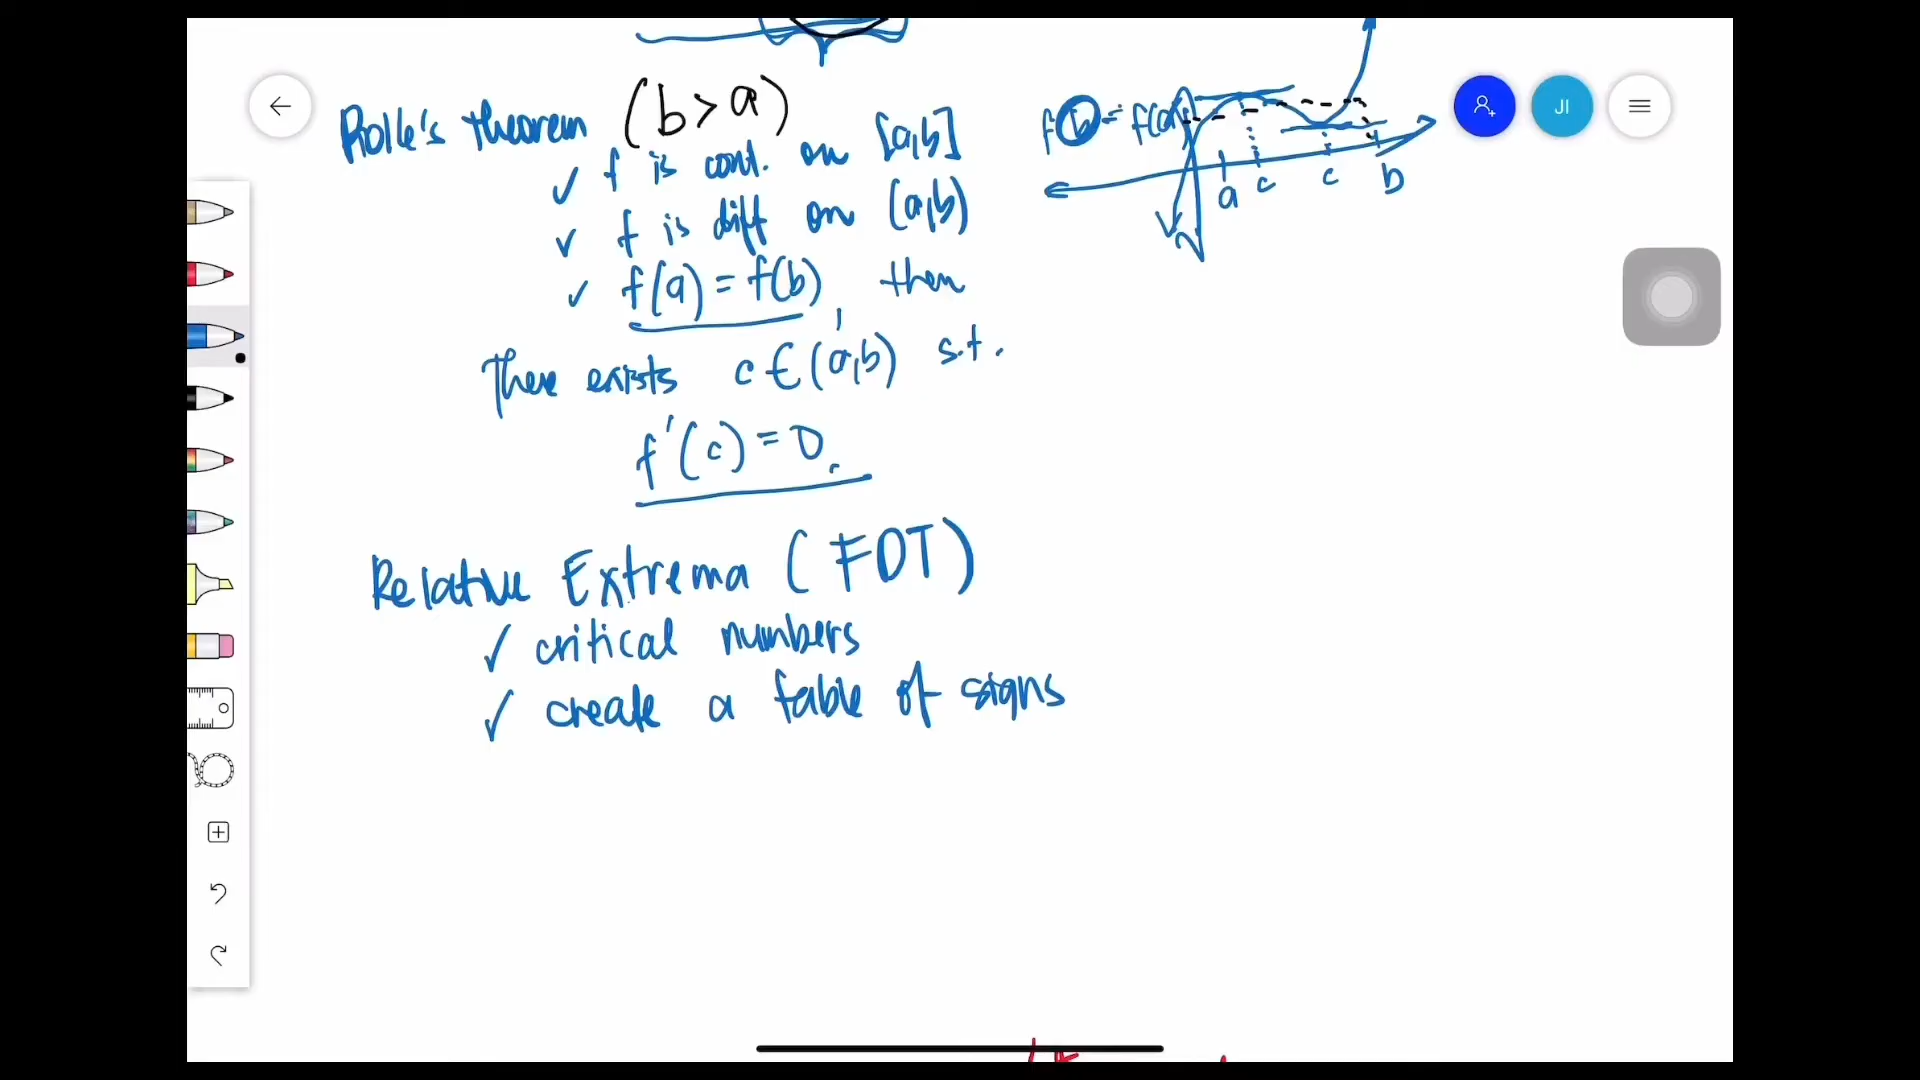 Rolle's theorem (b > a)
f(b) = f(a)
JI
✓ f is cont. on [a,b]
✓ f is diff on (a,b)
a c c b
✓ f(a) = f(b), then
There exists c ∈ (a,b) s.t.
f'(c) = 0.
Relative Extrema (FDT)
✓ critical numbers
✓ create a table of signs